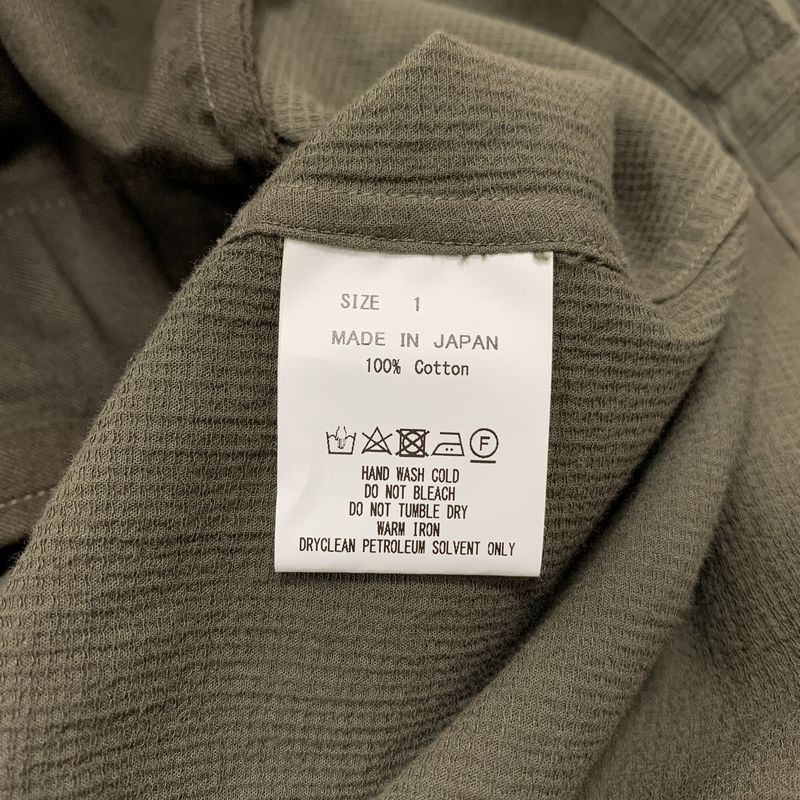 SIZE 1
MADE IN JAPAN
100% Cotton
F
HAND WASH COLD
DO NOT BLEACH
DO NOT TUMBLE DRY
WARM IRON
DRYCLEAN PETROLEUM SOLVENT ONLY